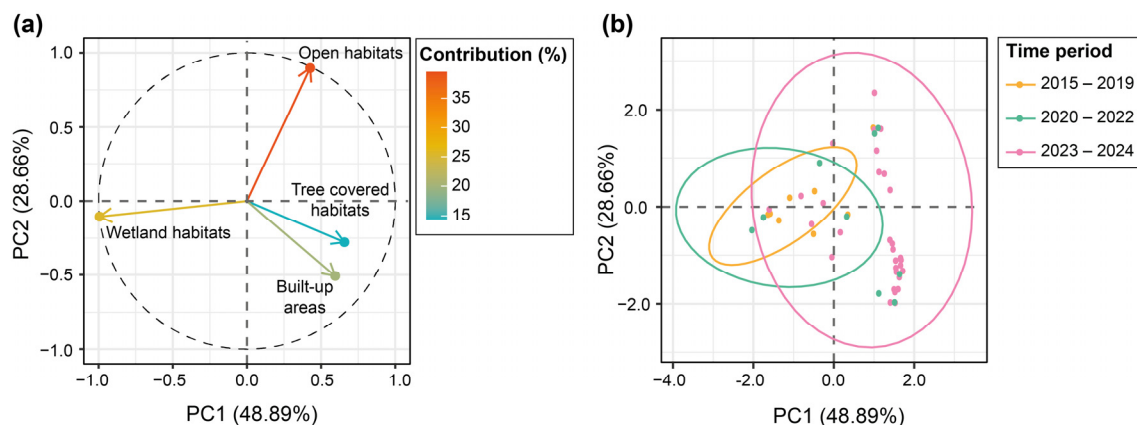 (a)
Open habitats
Tree covered
habitats
Wetland habitats
Built-up
areas
1.0
0.5
0.0
−0.5
−1.0
−1.0
−0.5
0.0
0.5
1.0
PC2 (28.66%)
PC1 (48.89%)
Contribution (%)
35
30
25
20
15
(b)
2.0
0.0
−2.0
−4.0
−2.0
0.0
2.0
PC2 (28.66%)
PC1 (48.89%)
Time period
2015 – 2019
2020 – 2022
2023 – 2024